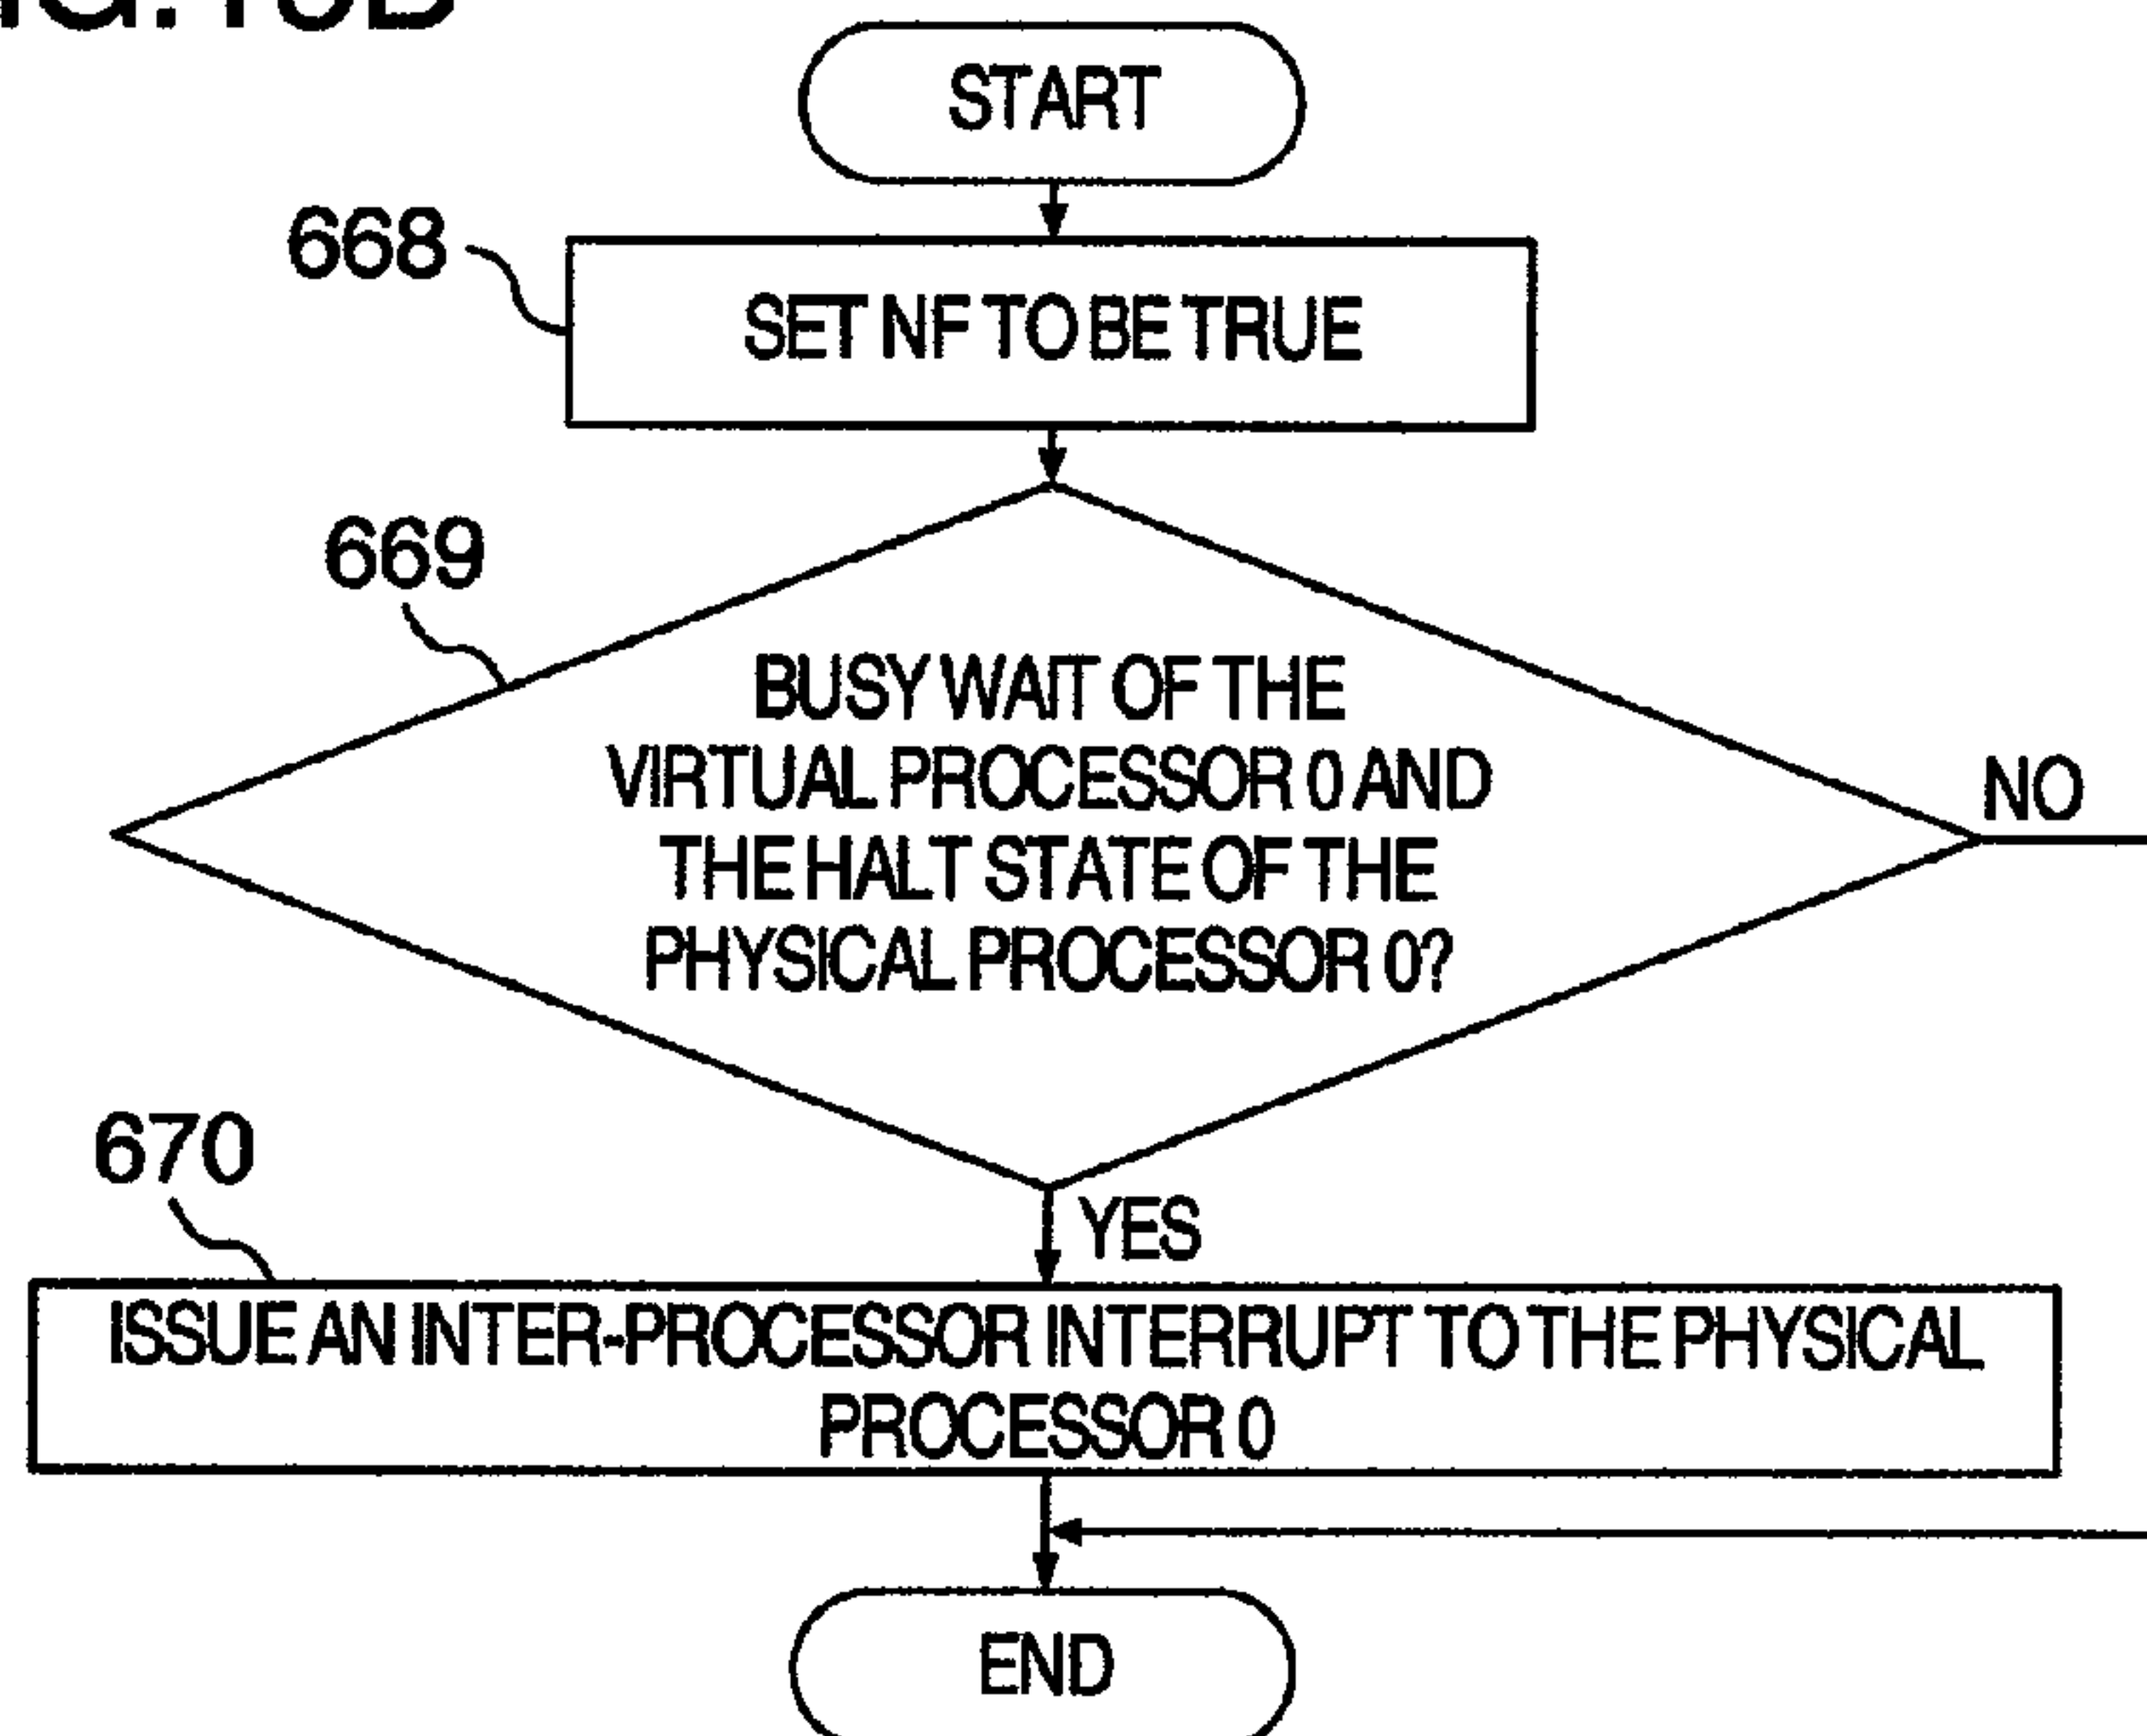 START
668
SET NF TO BE TRUE
669
BUSY WAIT OF THE
VIRTUAL PROCESSOR 0 AND
THE HALT STATE OF THE
PHYSICAL PROCESSOR 0?
NO
670
YES
ISSUE AN INTER-PROCESSOR INTERRUPT TO THE PHYSICAL
PROCESSOR 0
END